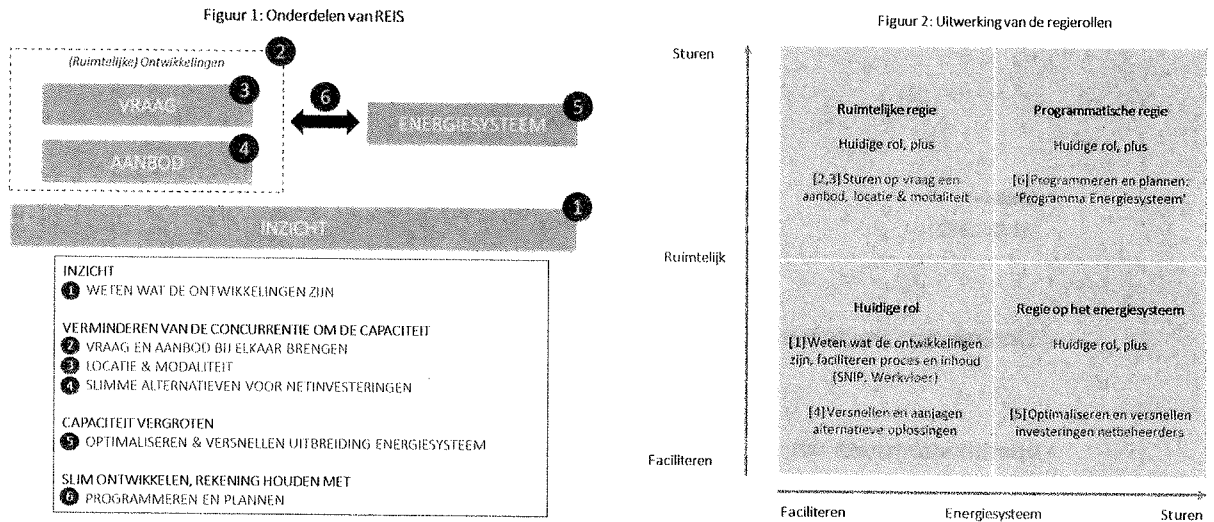 Figuur 1: Onderdelen van REIS
(Ruimtelijke) Ontwikkelingen
2
VRAAG
3
AANBOD
4
6
ENERGIESYSTEEM
5
INZICHT
1
INZICHT
1 WETEN WAT DE ONTWIKKELINGEN ZIJN
VERMINDEREN VAN DE CONCURRENTIE OM DE CAPACITEIT
2 VRAAG EN AANBOD BIJ ELKAAR BRENGEN
3 LOCATIE & MODALITEIT
4 SLIMME ALTERNATIEVEN VOOR NETINVESTERINGEN
CAPACITEIT VERGROTEN
5 OPTIMALISEREN & VERSNELLEN UITBREIDING ENERGIESYSTEEM
SLIM ONTWIKKELEN, REKENING HOUDEN MET
6 PROGRAMMEREN EN PLANNEN
Figuur 2: Uitwerking van de regierollen
Sturen
Ruimtelijk
Faciliteren
Ruimtelijke regie
Huidige rol, plus
[2,3] Sturen op vraag een
aanbod, locatie & modaliteit
Programmatische regie
Huidige rol, plus
[6] Programmeren en plannen:
'Programma Energiesysteem'
Huidige rol
[1] Weten wat de ontwikkelingen
zijn, faciliteren proces en inhoud
(SNIP, Werkvloer)
[4] Versnellen en aanjagen
alternatieve oplossingen
Regie op het energiesysteem
Huidige rol, plus
[5] Optimaliseren en versnellen
investeringen netbeheerders
Faciliteren
Energiesysteem
Sturen